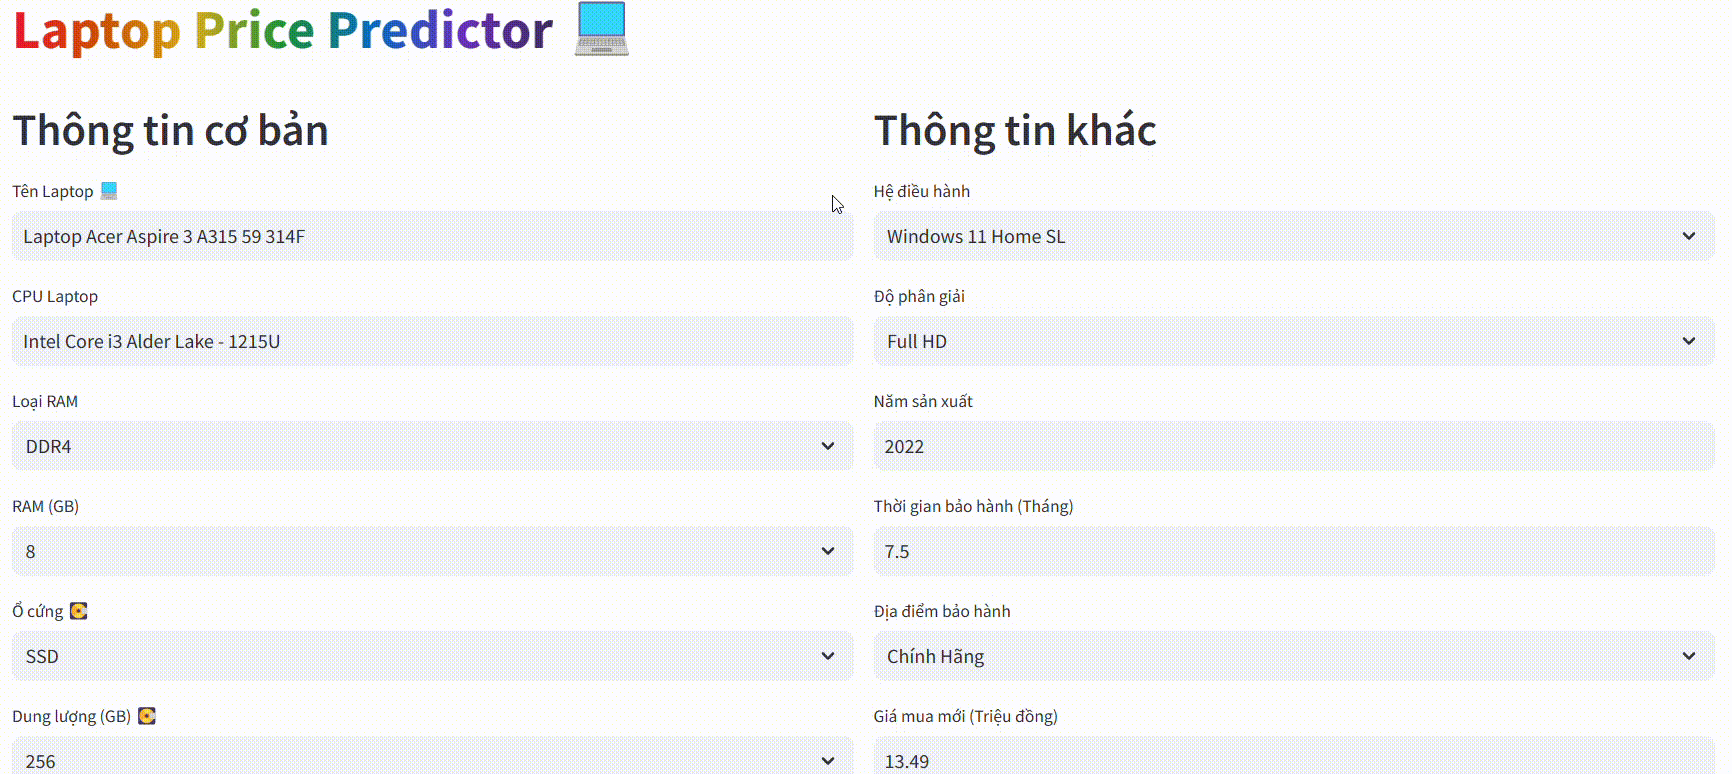 Laptop Price Predictor
Thông tin cơ bản
Tên Laptop
Laptop Acer Aspire 3 A315 59 314F
CPU Laptop
Intel Core i3 Alder Lake - 1215U
Loại RAM
DDR4
RAM (GB)
8
Ổ cứng
SSD
Dung lượng (GB)
256
Thông tin khác
Hệ điều hành
Windows 11 Home SL
Độ phân giải
Full HD
Năm sản xuất
2022
Thời gian bảo hành (Tháng)
7.5
Địa điểm bảo hành
Chính Hãng
Giá mua mới (Triệu đồng)
13.49